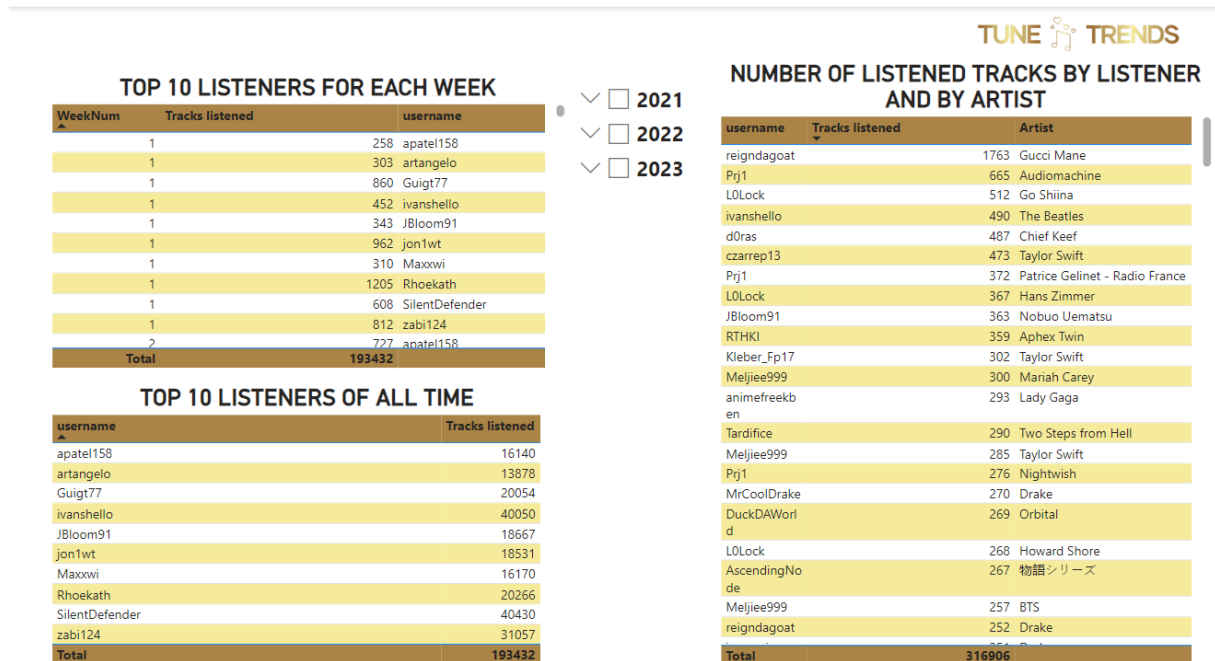 TUNE TRENDS
TOP 10 LISTENERS FOR EACH WEEK
WeekNum Tracks listened username
1 258 apatel158
1 303 artangelo
1 860 Guigt77
1 452 ivanshello
1 343 JBloom91
1 962 jon1wt
1 310 Maxxwi
1 1205 Rhoekath
1 608 SilentDefender
1 812 zabi124
2 727 apatel158
Total 193432
TOP 10 LISTENERS OF ALL TIME
username Tracks listened
apatel158 16140
artangelo 13878
Guigt77 20054
ivanshello 40050
JBloom91 18667
jon1wt 18531
Maxxwi 16170
Rhoekath 20266
SilentDefender 40430
zabi124 31057
Total 193432
2021
2022
2023
NUMBER OF LISTENED TRACKS BY LISTENER
AND BY ARTIST
username Tracks listened Artist
reigndagoat 1763 Gucci Mane
Prj1 665 Audiomachine
L0Lock 512 Go Shiina
ivanshello 490 The Beatles
d0ras 487 Chief Keef
czarrep13 473 Taylor Swift
Prj1 372 Patrice Gelinet - Radio France
L0Lock 367 Hans Zimmer
JBloom91 363 Nobuo Uematsu
RTHKI 359 Aphex Twin
Kleber_Fp17 302 Taylor Swift
Meljiee999 300 Mariah Carey
animefreekb 293 Lady Gaga
en
Tardifice 290 Two Steps from Hell
Meljiee999 285 Taylor Swift
Prj1 276 Nightwish
MrCoolDrake 270 Drake
DuckDAWorl 269 Orbital
d
L0Lock 268 Howard Shore
AscendingNo 267 物語シリーズ
de
Meljiee999 257 BTS
reigndagoat 252 Drake
Total 316906